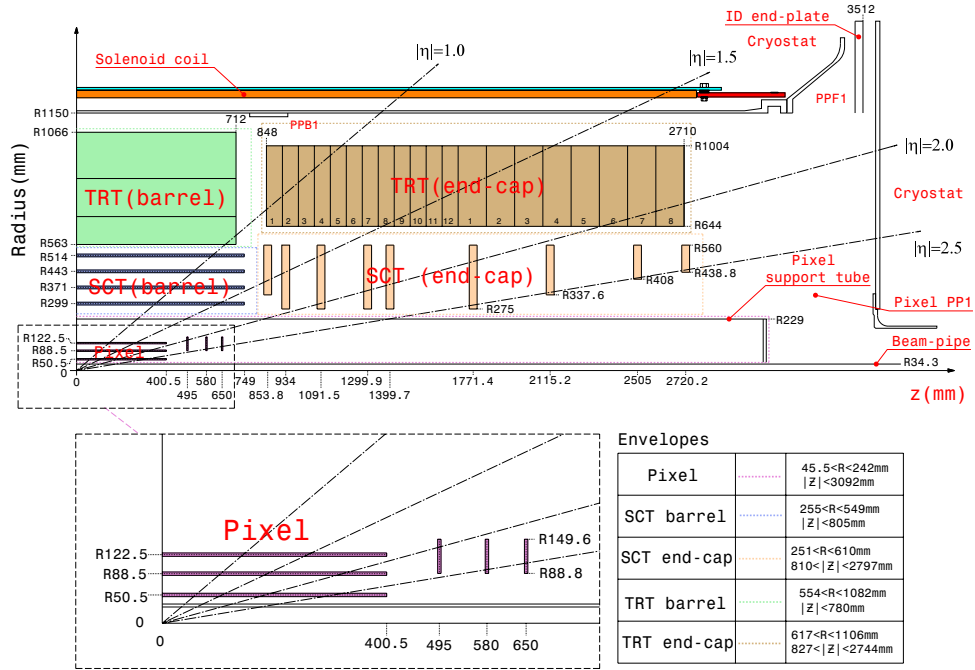 3512
ID end-plate
Cryostat
|η|=1.0
|η|=1.5
Solenoid coil
PPF1
R1150
712
848
PPB1
2710
R1066
R1004
|η|=2.0
TRT(barrel)
TRT(end-cap)
Cryostat
Radius(mm)
1 2 3 4 5 6 7 8 9 10 11 12 1 2 3 4 5 6 7 8
R644
R563
R560
|η|=2.5
R514
R443
SCT(barrel)
SCT (end-cap)
R438.8
R408
Pixel
support tube
R371
R337.6
R299
R275
Pixel PP1
R229
R122.5
Pixel
R88.5
Beam-pipe
R50.5
R34.3
0
0
400.5 580 749 934 1299.9 1771.4 2115.2 2505 2720.2
495 650 853.8 1091.5 1399.7
z(mm)
Pixel
R122.5
R149.6
R88.5
R88.8
R50.5
0
0
400.5 495 580 650
Envelopes
Pixel
45.5<R<242mm
|Z|<3092mm
SCT barrel
255<R<549mm
|Z|<805mm
SCT end-cap
251<R<610mm
810<|Z|<2797mm
TRT barrel
554<R<1082mm
|Z|<780mm
TRT end-cap
617<R<1106mm
827<|Z|<2744mm